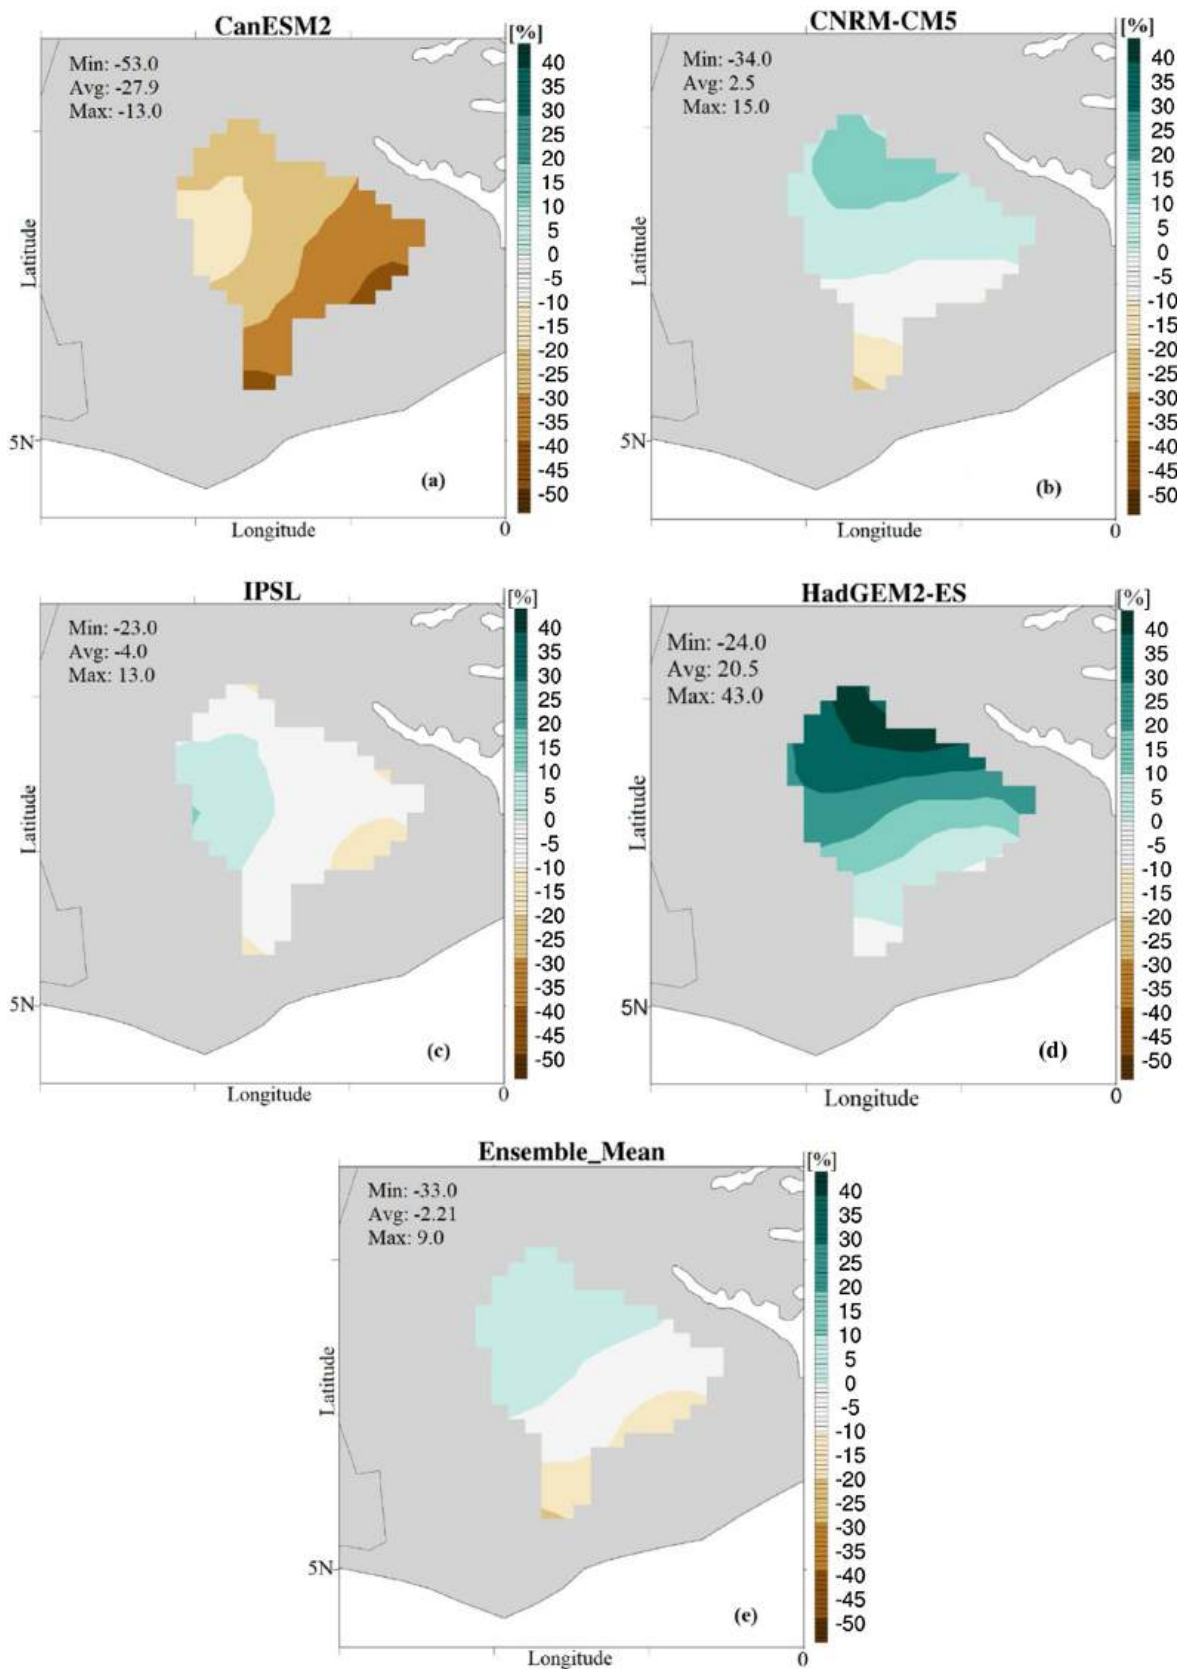 CanESM2
[%]
Min: -53.0
Avg: -27.9
Max: -13.0
40
35
30
25
20
15
10
5
0
-5
-10
-15
-20
-25
-30
-35
-40
-45
-50
Latitude
5N
(a)
Longitude
CNRM-CM5
[%]
Min: -34.0
Avg: 2.5
Max: 15.0
40
35
30
25
20
15
10
5
0
-5
-10
-15
-20
-25
-30
-35
-40
-45
-50
Latitude
5N
(b)
Longitude
0
0
IPSL
[%]
Min: -23.0
Avg: -4.0
Max: 13.0
40
35
30
25
20
15
10
5
0
-5
-10
-15
-20
-25
-30
-35
-40
-45
-50
Latitude
5N
(c)
Longitude
0
HadGEM2-ES
[%]
Min: -24.0
Avg: 20.5
Max: 43.0
40
35
30
25
20
15
10
5
0
-5
-10
-15
-20
-25
-30
-35
-40
-45
-50
Latitude
5N
(d)
Longitude
0
Ensemble_Mean
[%]
Min: -33.0
Avg: -2.21
Max: 9.0
40
35
30
25
20
15
10
5
0
-5
-10
-15
-20
-25
-30
-35
-40
-45
-50
Latitude
5N
(e)
Longitude
0